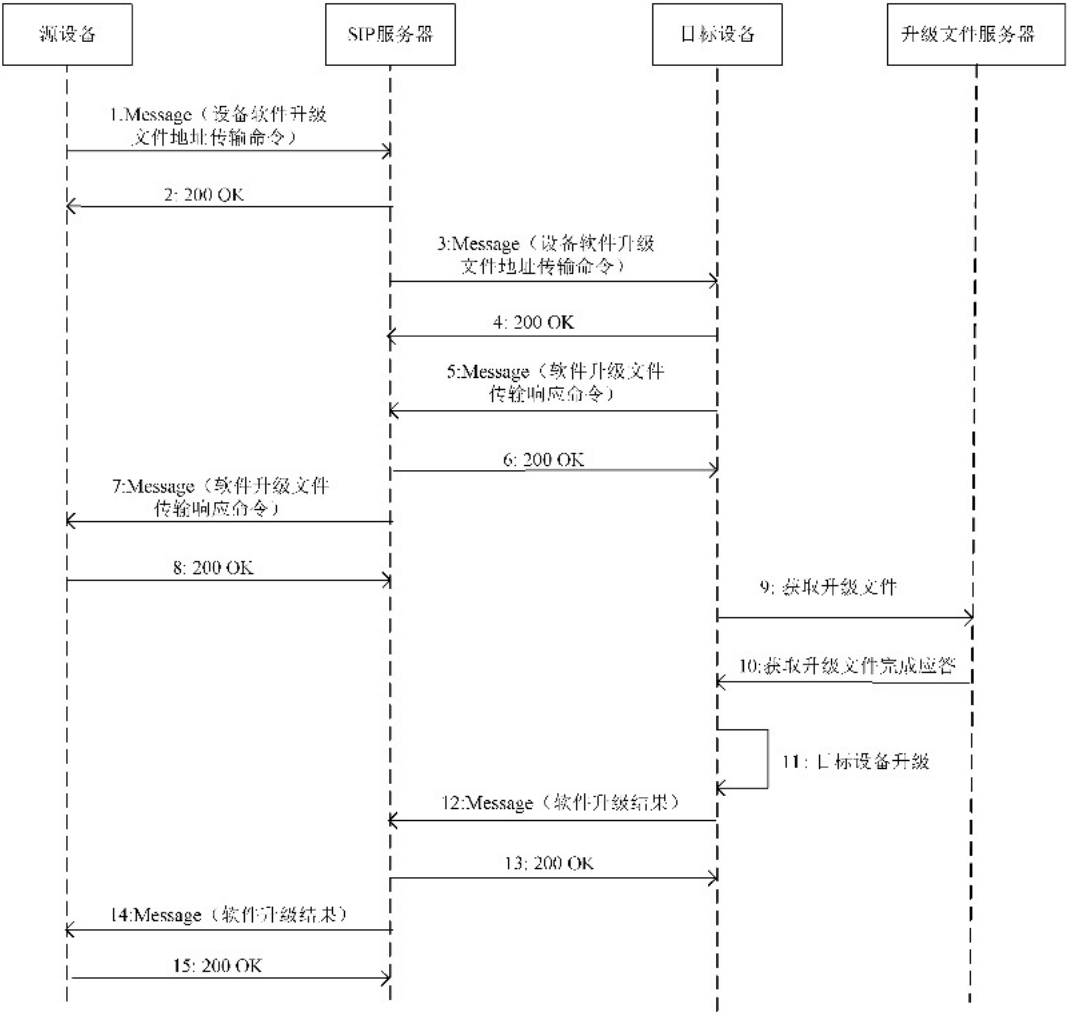 源设备
SIP服务器
目标设备
升级文件服务器
1.Message（设备软件升级
文件地址传输命令）
2: 200 OK
3:Message（设备软件升级
文件地址传输命令）
4: 200 OK
5:Message（软件升级文件
传输响应命令）
6: 200 OK
7:Message（软件升级文件
传输响应命令）
8: 200 OK
9: 获取升级文件
10:获取升级文件完成应答
11: 目标设备升级
12:Message（软件升级结果）
13: 200 OK
14:Message（软件升级结果）
15: 200 OK